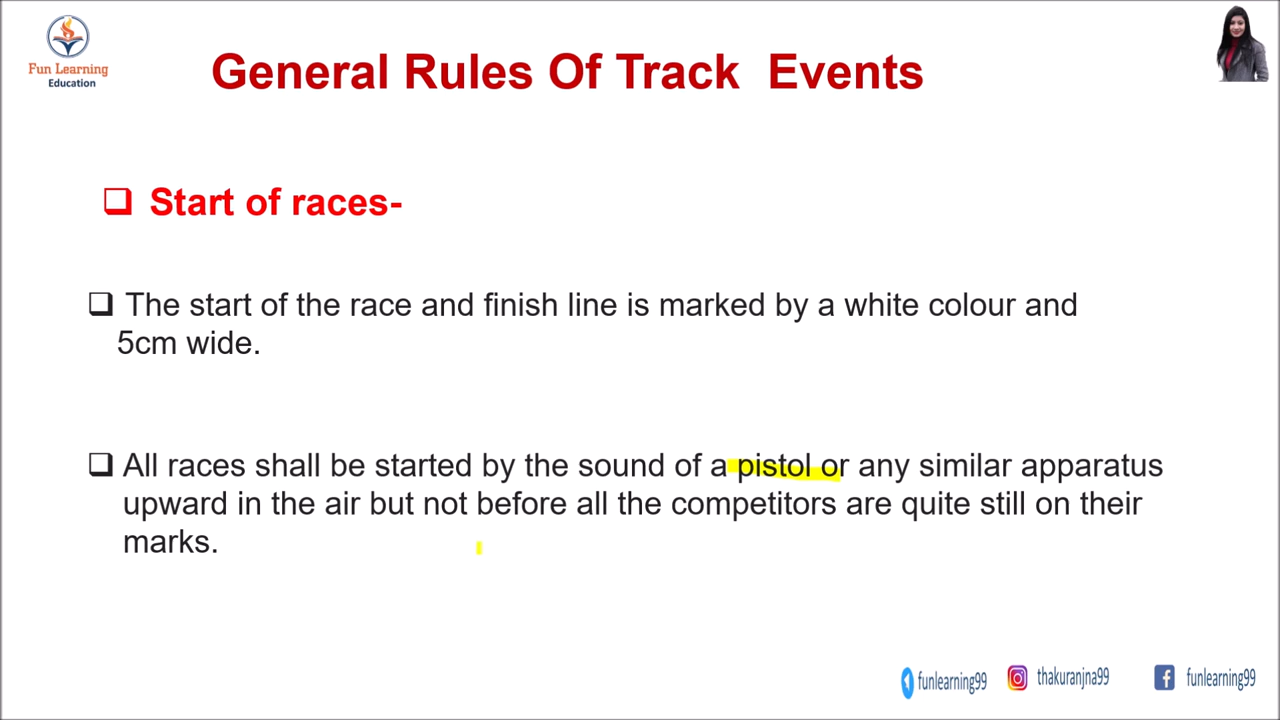 Fun Learning
Education
General Rules Of Track Events
Start of races-
The start of the race and finish line is marked by a white colour and
5cm wide.
All races shall be started by the sound of a pistol or any similar apparatus
upward in the air but not before all the competitors are quite still on their
marks.
funlearning99 thakuranjna99 funlearning99